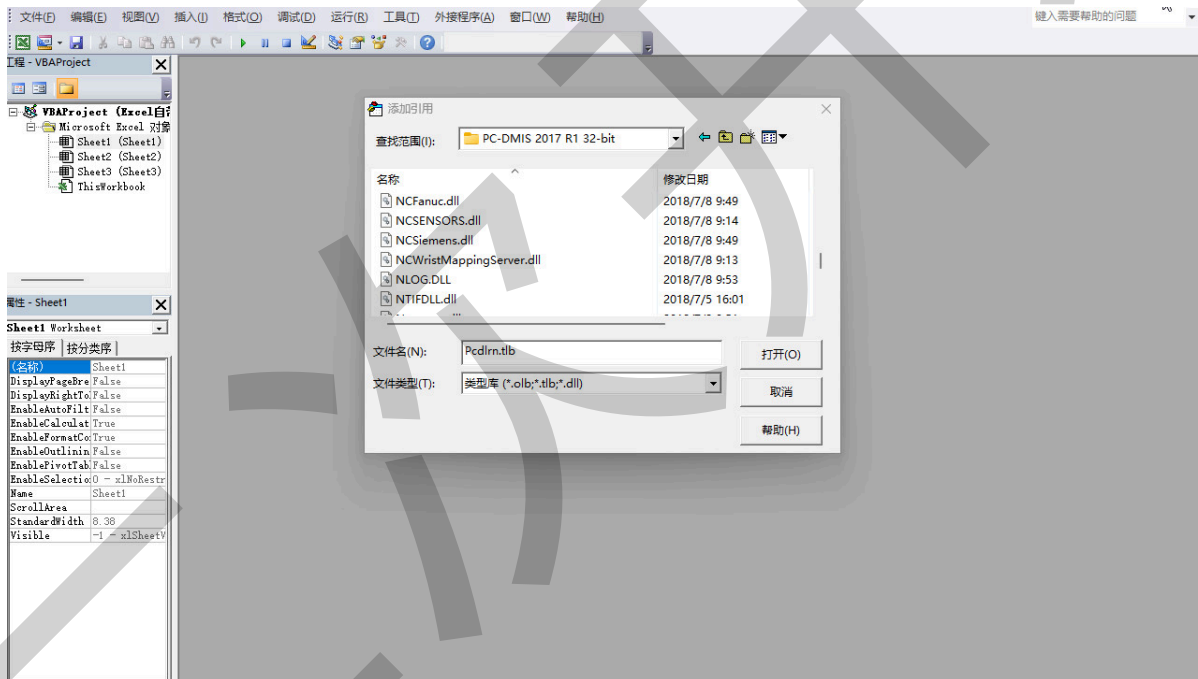 文件(F) 编辑(E) 视图(V) 插入(I) 格式(O) 调试(D) 运行(R) 工具(T) 外接程序(A) 窗口(W) 帮助(H) 键入需要帮助的问题
工程 - VBAProject
VBAProject (Excel自
Microsoft Excel 对象
Sheet1 (Sheet1)
Sheet2 (Sheet2)
Sheet3 (Sheet3)
ThisWorkbook
属性 - Sheet1
Sheet1 Worksheet
按字母序 按分类序
(名称) Sheet1
DisplayPageBre False
DisplayRightTo False
EnableAutoFilt False
EnableCalculat True
EnableFormatCo True
EnableOutlinin False
EnablePivotTab False
EnableSelectio 0 - xlNoRestr
Name Sheet1
ScrollArea
StandardWidth 8.38
Visible -1 - xlSheetV
添加引用
查找范围(I): PC-DMIS 2017 R1 32-bit
名称 修改日期
NCFanuc.dll 2018/7/8 9:49
NCSENSORS.dll 2018/7/8 9:14
NCSiemens.dll 2018/7/8 9:49
NCWristMappingServer.dll 2018/7/8 9:13
NLOG.DLL 2018/7/8 9:53
NTIFDLL.dll 2018/7/5 16:01
文件名(N): Pcdlrn.tlb 打开(O)
文件类型(T): 类型库 (*.olb;*.tlb;*.dll) 取消
帮助(H)